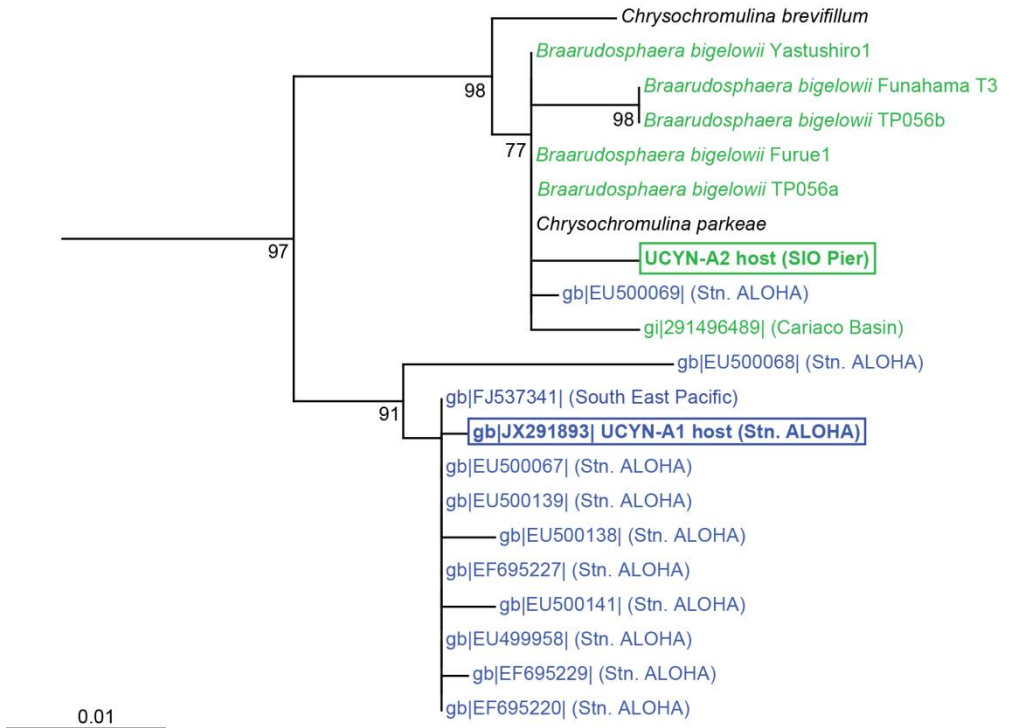 Chrysochromulina brevifillum
Braarudosphaera bigelowii Yastushiro1
Braarudosphaera bigelowii Funahama T3
98
98
Braarudosphaera bigelowii TP056b
77
Braarudosphaera bigelowii Furue1
Braarudosphaera bigelowii TP056a
Chrysochromulina parkeae
97
UCYN-A2 host (SIO Pier)
gb|EU500069| (Stn. ALOHA)
gi|291496489| (Cariaco Basin)
gb|EU500068| (Stn. ALOHA)
gb|FJ537341| (South East Pacific)
91
gb|JX291893| UCYN-A1 host (Stn. ALOHA)
gb|EU500067| (Stn. ALOHA)
gb|EU500139| (Stn. ALOHA)
gb|EU500138| (Stn. ALOHA)
gb|EF695227| (Stn. ALOHA)
gb|EU500141| (Stn. ALOHA)
gb|EU499958| (Stn. ALOHA)
gb|EF695229| (Stn. ALOHA)
gb|EF695220| (Stn. ALOHA)
0.01